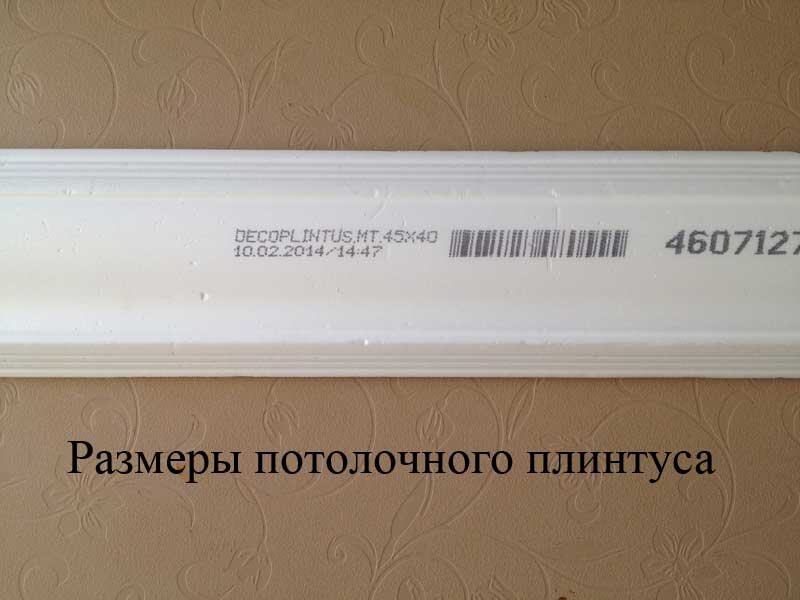 DECOPLINTUS,MT.45X40
10.02.2014/14:47
4607127
Размеры потолочного плинтуса